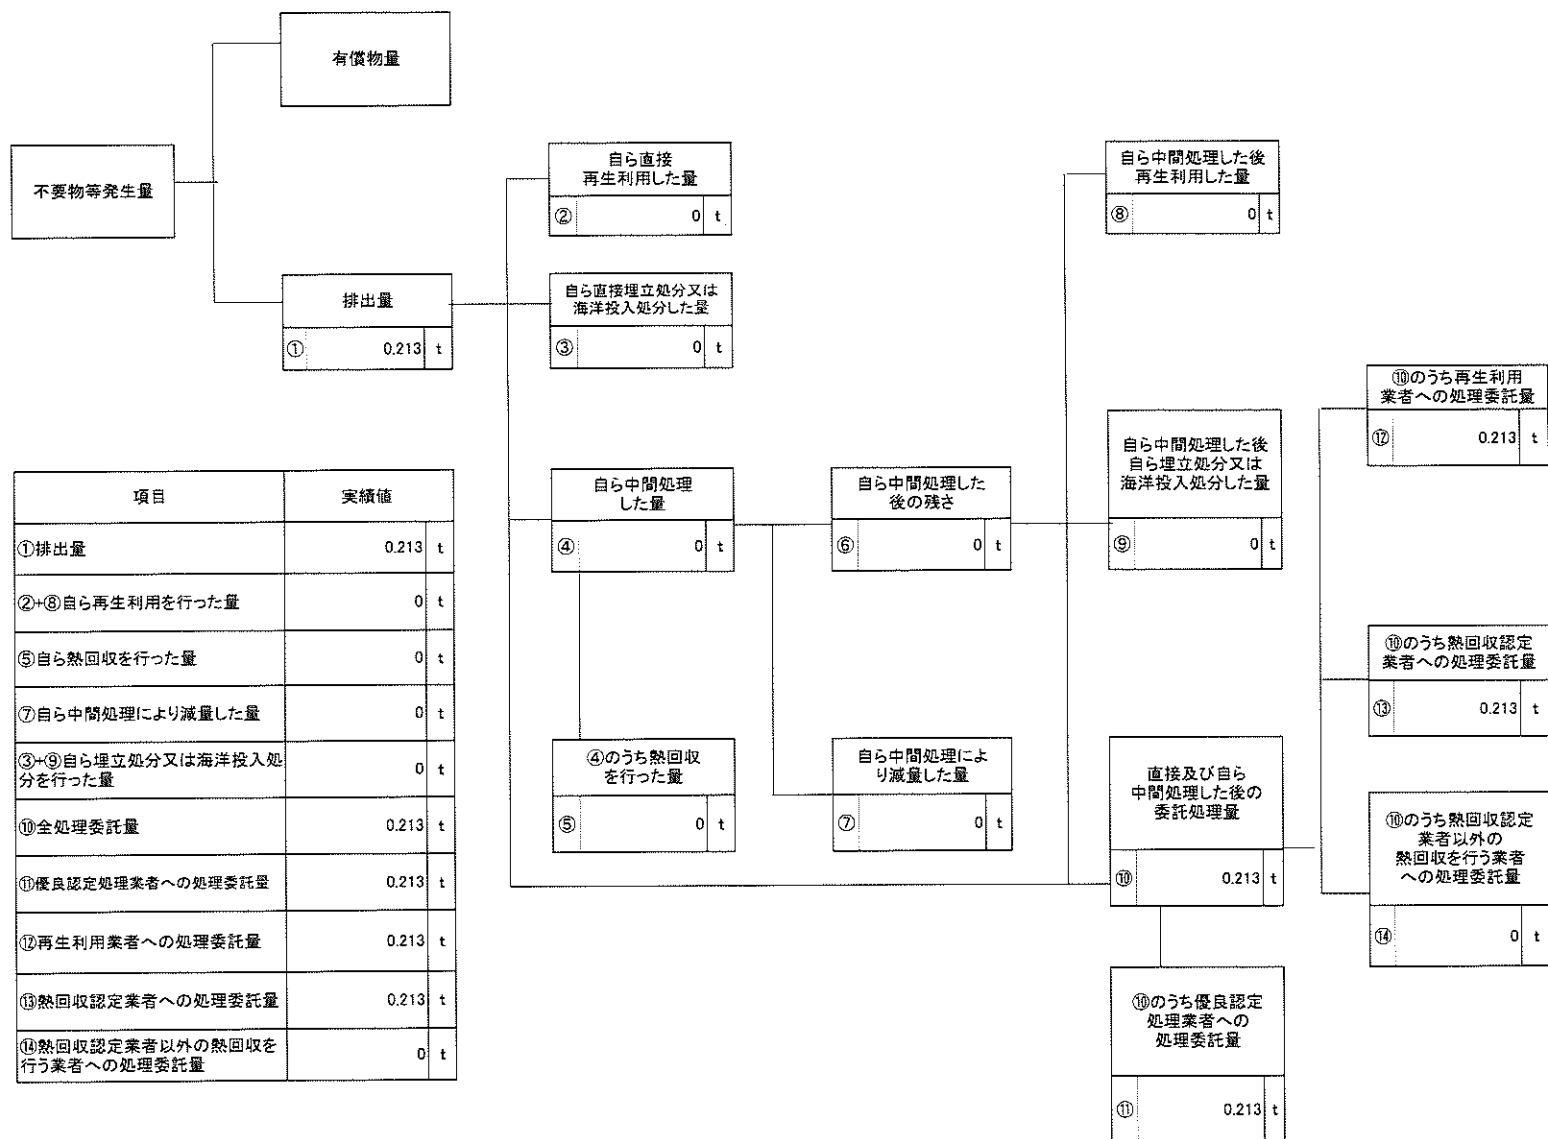 有償物量
不要物等発生量
排出量
① 0.213 t
自ら直接
再生利用した量
② 0 t
自ら直接埋立処分又は
海洋投入処分した量
③ 0 t
自ら中間処理
した量
④ 0 t
④のうち熱回収
を行った量
⑤ 0 t
自ら中間処理した
後の残さ
⑥ 0 t
自ら中間処理によ
り減量した量
⑦ 0 t
自ら中間処理した後
再生利用した量
⑧ 0 t
自ら中間処理した後
自ら埋立処分又は
海洋投入処分した量
⑨ 0 t
直接及び自ら
中間処理した後の
委託処理量
⑩ 0.213 t
⑩のうち優良認定
処理業者への
処理委託量
⑪ 0.213 t
⑩のうち再生利用
業者への処理委託量
⑫ 0.213 t
⑩のうち熱回収認定
業者への処理委託量
⑬ 0.213 t
⑩のうち熱回収認定
業者以外の
熱回収を行う業者
への処理委託量
⑭ 0 t
項目 実績値
①排出量 0.213 t
②+⑧自ら再生利用を行った量 0 t
⑤自ら熱回収を行った量 0 t
⑦自ら中間処理により減量した量 0 t
③+⑨自ら埋立処分又は海洋投入処
分を行った量 0 t
⑩全処理委託量 0.213 t
⑪優良認定処理業者への処理委託量 0.213 t
⑫再生利用業者への処理委託量 0.213 t
⑬熱回収認定業者への処理委託量 0.213 t
⑭熱回収認定業者以外の熱回収を
行う業者への処理委託量 0 t